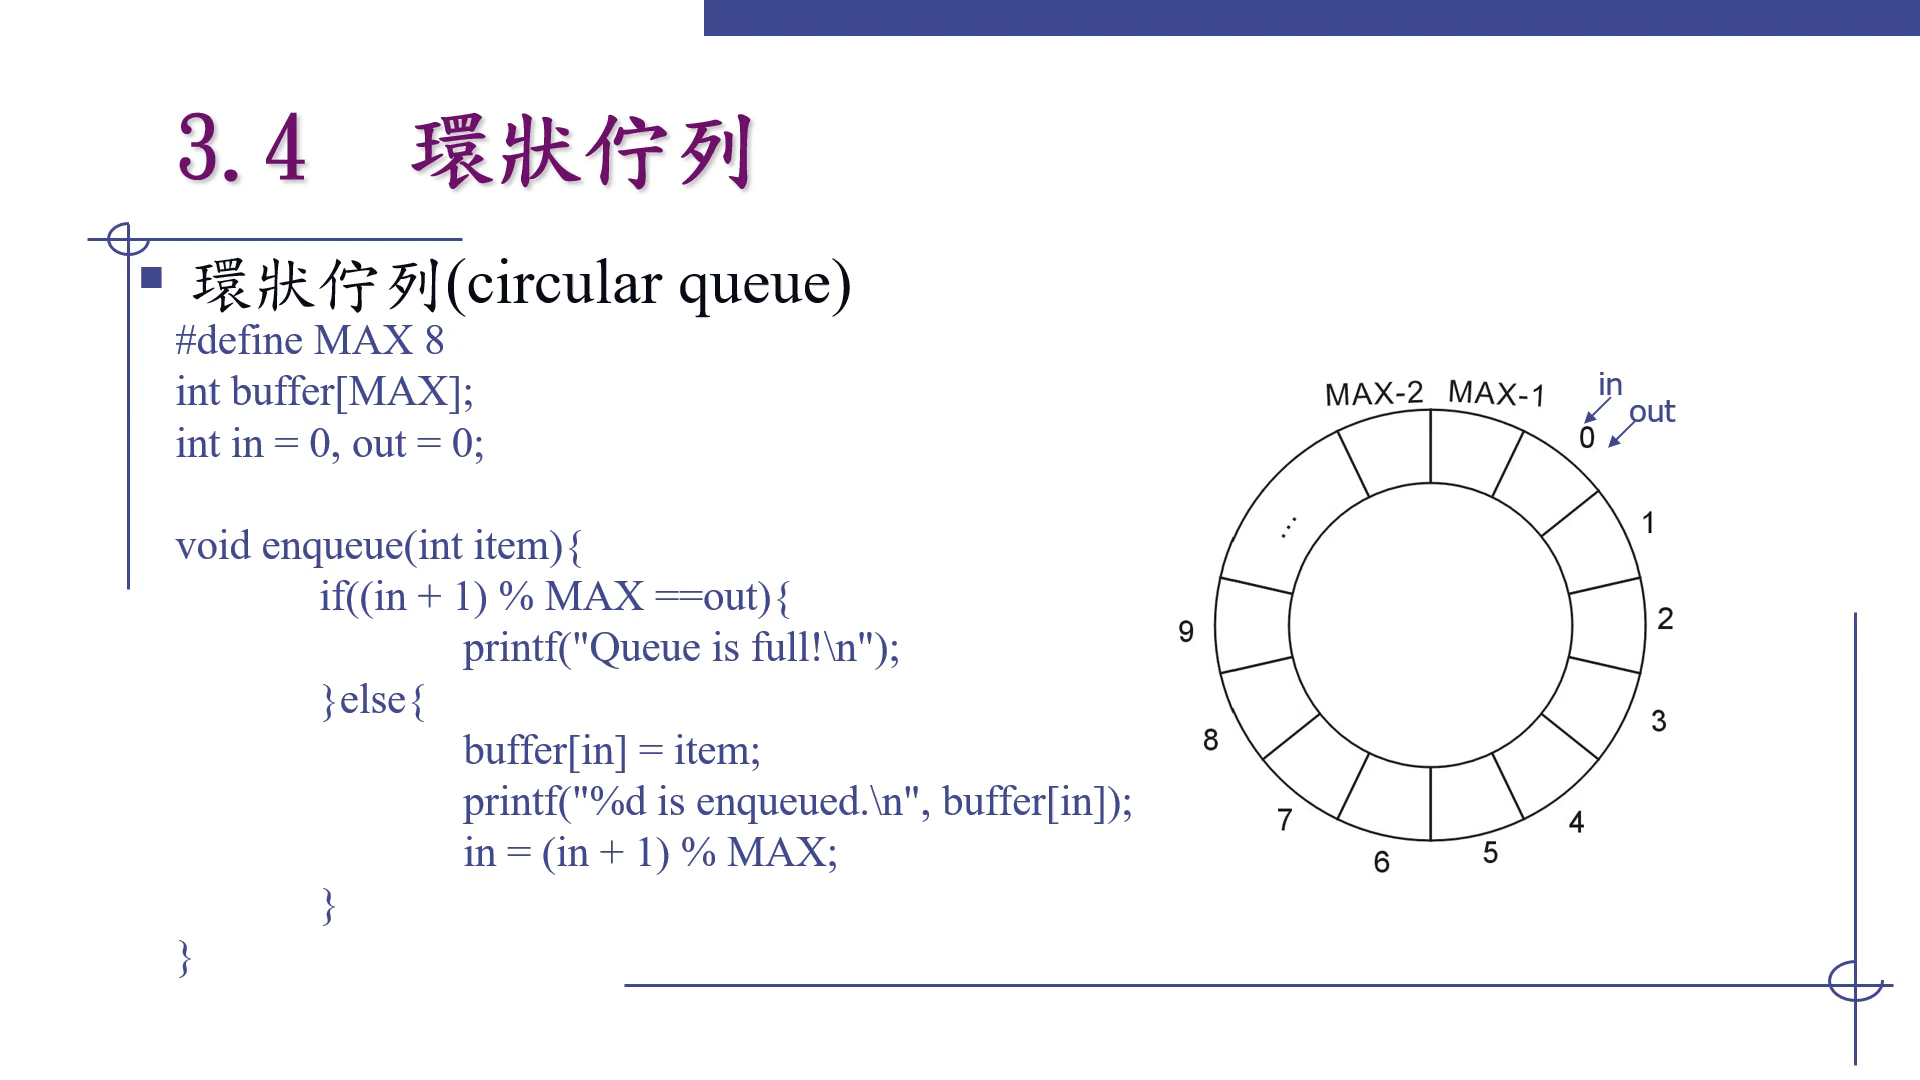 3.4 環狀佇列
環狀佇列(circular queue)
#define MAX 8
int buffer[MAX];
int in = 0, out = 0;
void enqueue(int item){
if((in + 1) % MAX ==out){
printf("Queue is full!\n");
}else{
buffer[in] = item;
printf("%d is enqueued.\n", buffer[in]);
in = (in + 1) % MAX;
}
}
in
out
MAX-2
MAX-1
0
1
2
3
4
5
6
7
8
9
...